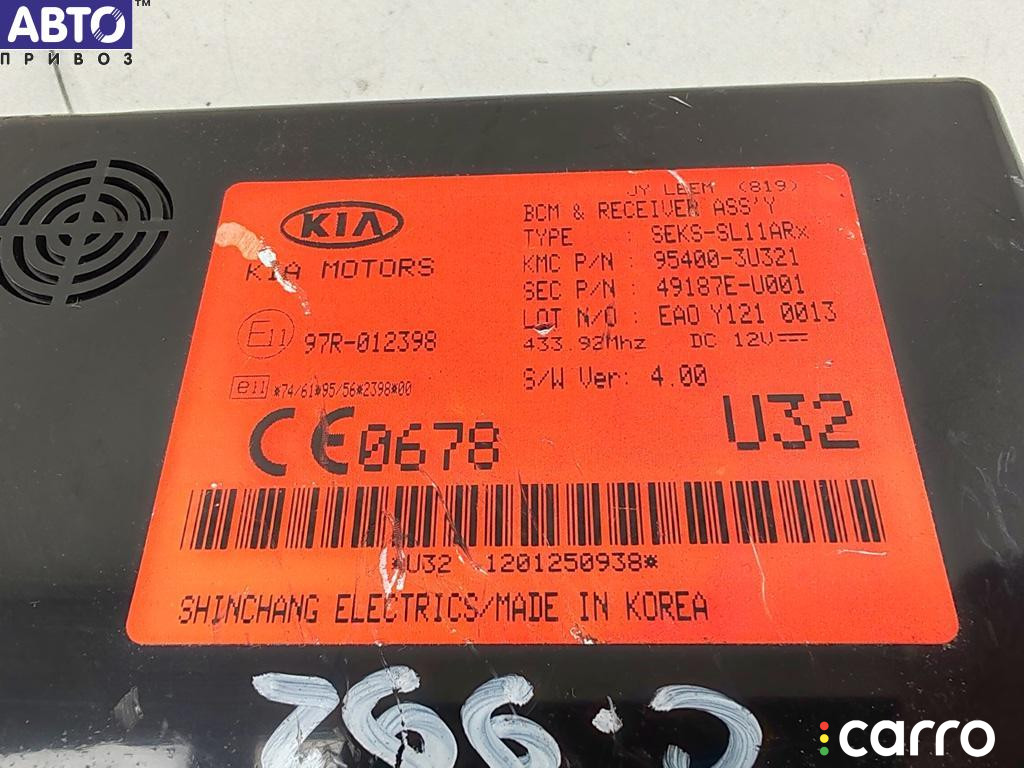 АВТО™
ПРИВОЗ
JY LEEM (819)
KIA
KIA MOTORS
BCM & RECEIVER ASS'Y
TYPE : SEKS-SL11ARx
KMC P/N : 95400-3U321
SEC P/N : 49187E-U001
LOT N/O : EAO Y121 0013
433.92Mhz DC 12V
S/W Ver: 4.00
E11 97R-012398
e11 *74/61*95/56*2398*00
CE0678
U32
*U32 1201250938*
SHINCHANG ELECTRICS/MADE IN KOREA
carro